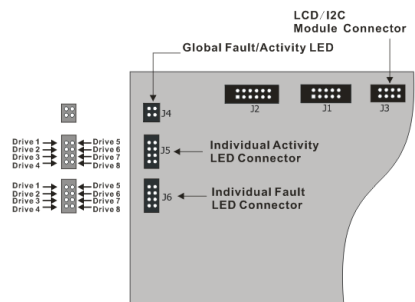 LCD/I2C
Module Connector
Global Fault/Activity LED
J4
J2
J1
J3
Drive 1
Drive 2
Drive 3
Drive 4
Drive 5
Drive 6
Drive 7
Drive 8
J5
Individual Activity
LED Connector
Drive 1
Drive 2
Drive 3
Drive 4
Drive 5
Drive 6
Drive 7
Drive 8
J6
Individual Fault
LED Connector